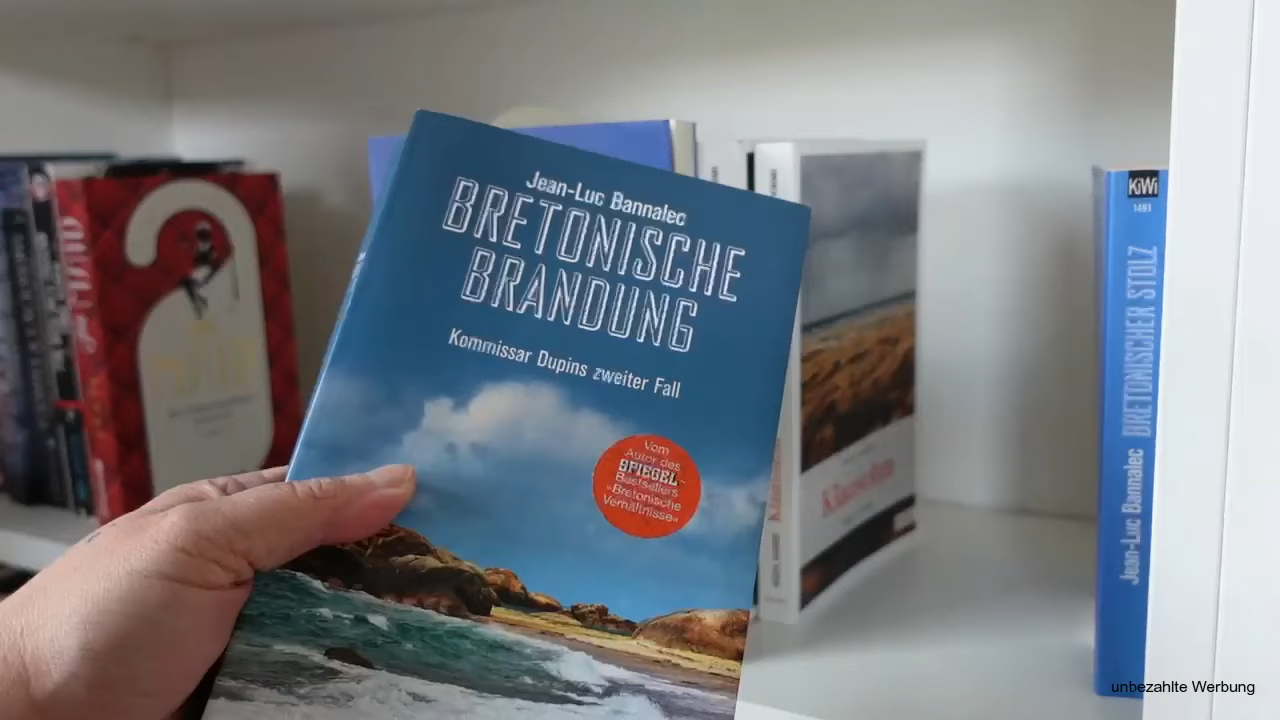 Jean-Luc Bannalec
BRETONISCHE
BRANDUNG
Kommissar Dupins zweiter Fall
Vom
Autor des
SPIEGEL-
Bestsellers
»Bretonische
Verhältnisse«
KiWi
1491
Jean-Luc Bannalec BRETONISCHER STOLZ
unbezahlte Werbung